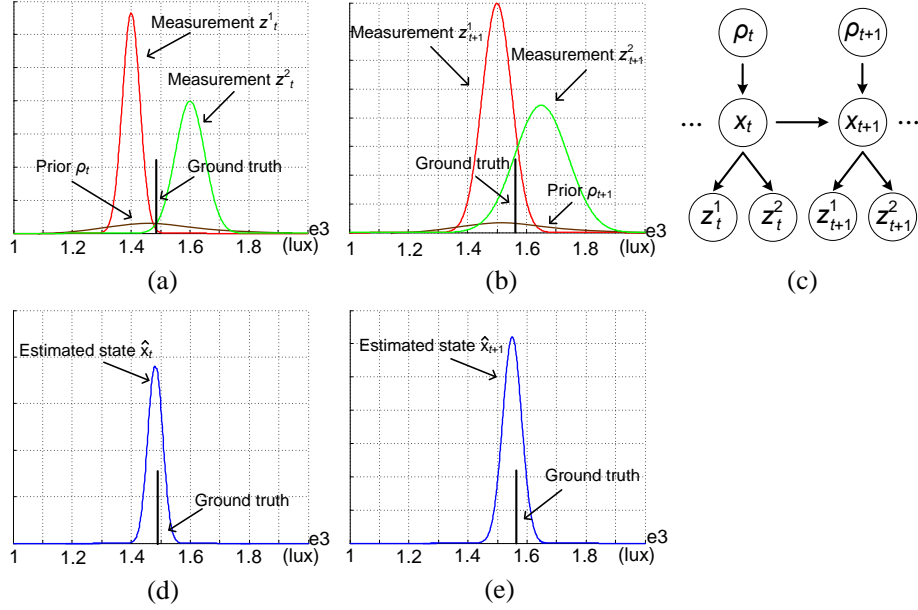 Measurement z¹ₜ
Measurement z²ₜ
Prior ρₜ
Ground truth
1 1.2 1.4 1.6 1.8
e3
(lux)
(a)
Measurement z¹ₜ₊₁
Measurement z²ₜ₊₁
Ground truth
Prior ρₜ₊₁
1 1.2 1.4 1.6 1.8
e3
(lux)
(b)
ρₜ ρₜ₊₁
... xₜ xₜ₊₁ ...
z¹ₜ z²ₜ z¹ₜ₊₁ z²ₜ₊₁
(c)
Estimated state x̂ₜ
Ground truth
1 1.2 1.4 1.6 1.8
e3
(lux)
(d)
Estimated state x̂ₜ₊₁
Ground truth
1 1.2 1.4 1.6 1.8
e3
(lux)
(e)